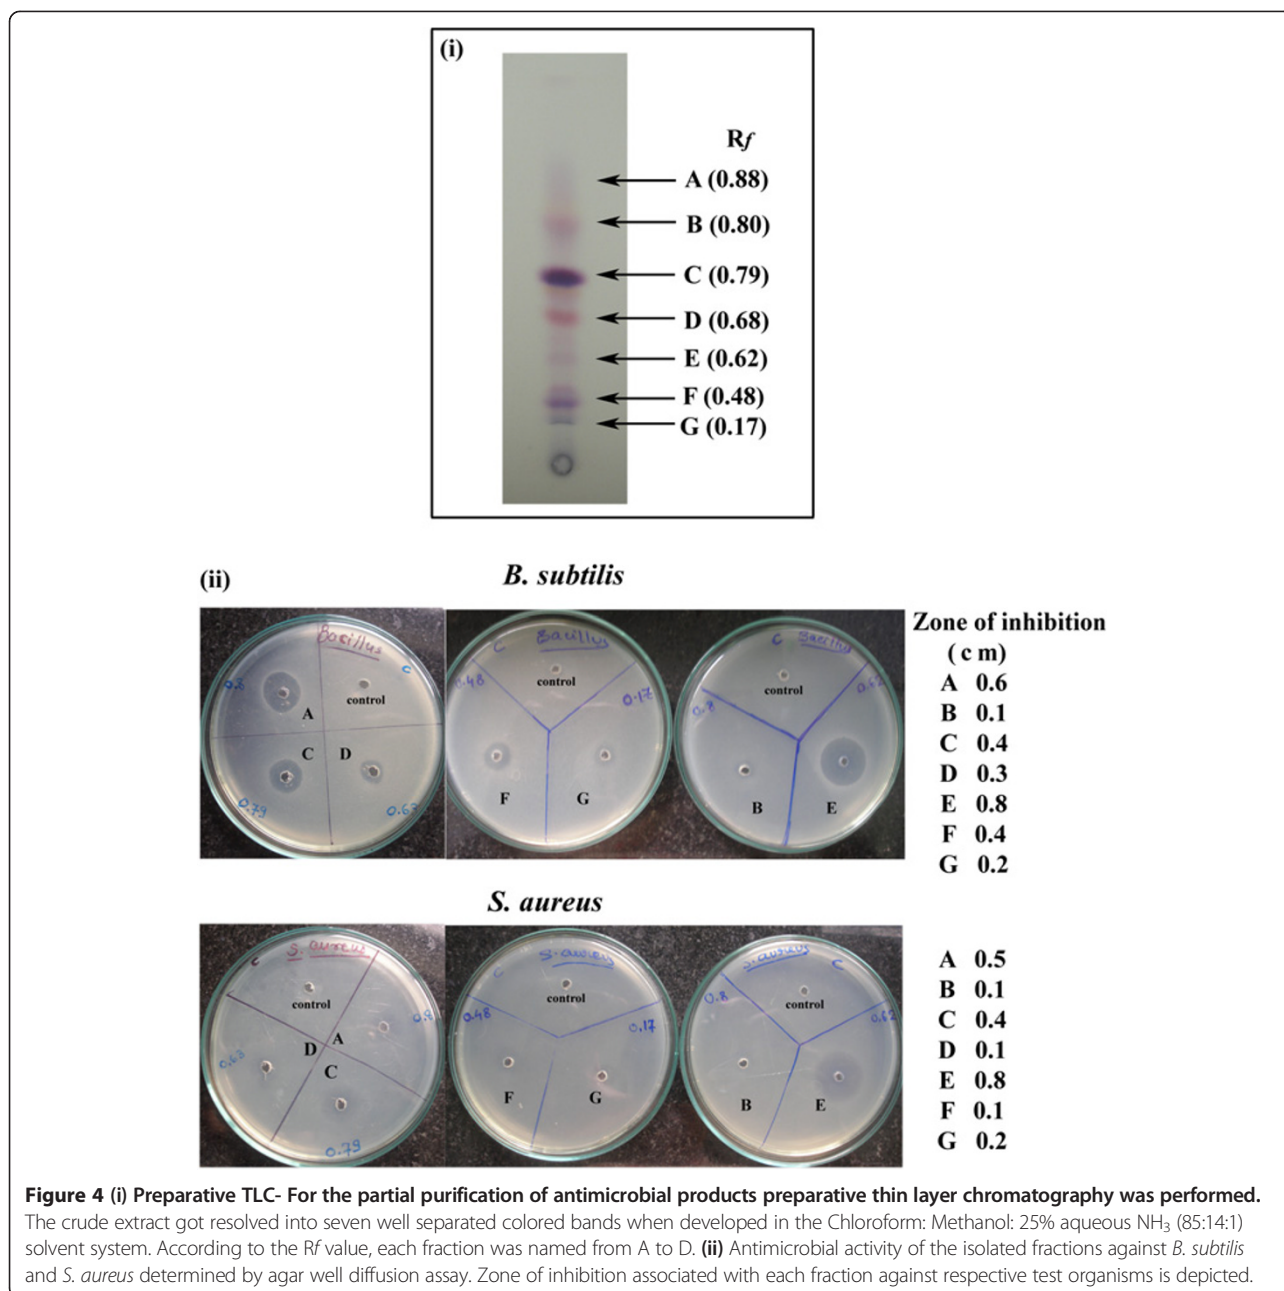 (i)
Rf
A (0.88)
B (0.80)
C (0.79)
D (0.68)
E (0.62)
F (0.48)
G (0.17)
(ii)
B. subtilis
Bacillus
c
0.8
control
A
C
D
0.79
0.63
C
Bacillus
0.48
control
0.17
F
G
C
Bacillus
0.8
control
0.62
B
E
Zone of inhibition
( c m)
A 0.6
B 0.1
C 0.4
D 0.3
E 0.8
F 0.4
G 0.2
S. aureus
c
S. aureus
control
0.8
D
A
0.63
C
0.79
C
S. aureus
control
0.48
0.17
F
G
S. aureus
C
0.8
control
0.62
B
E
A 0.5
B 0.1
C 0.4
D 0.1
E 0.8
F 0.1
G 0.2
Figure 4 (i) Preparative TLC- For the partial purification of antimicrobial products preparative thin layer chromatography was performed.
The crude extract got resolved into seven well separated colored bands when developed in the Chloroform: Methanol: 25% aqueous NH₃ (85:14:1)
solvent system. According to the Rf value, each fraction was named from A to D. (ii) Antimicrobial activity of the isolated fractions against B. subtilis
and S. aureus determined by agar well diffusion assay. Zone of inhibition associated with each fraction against respective test organisms is depicted.